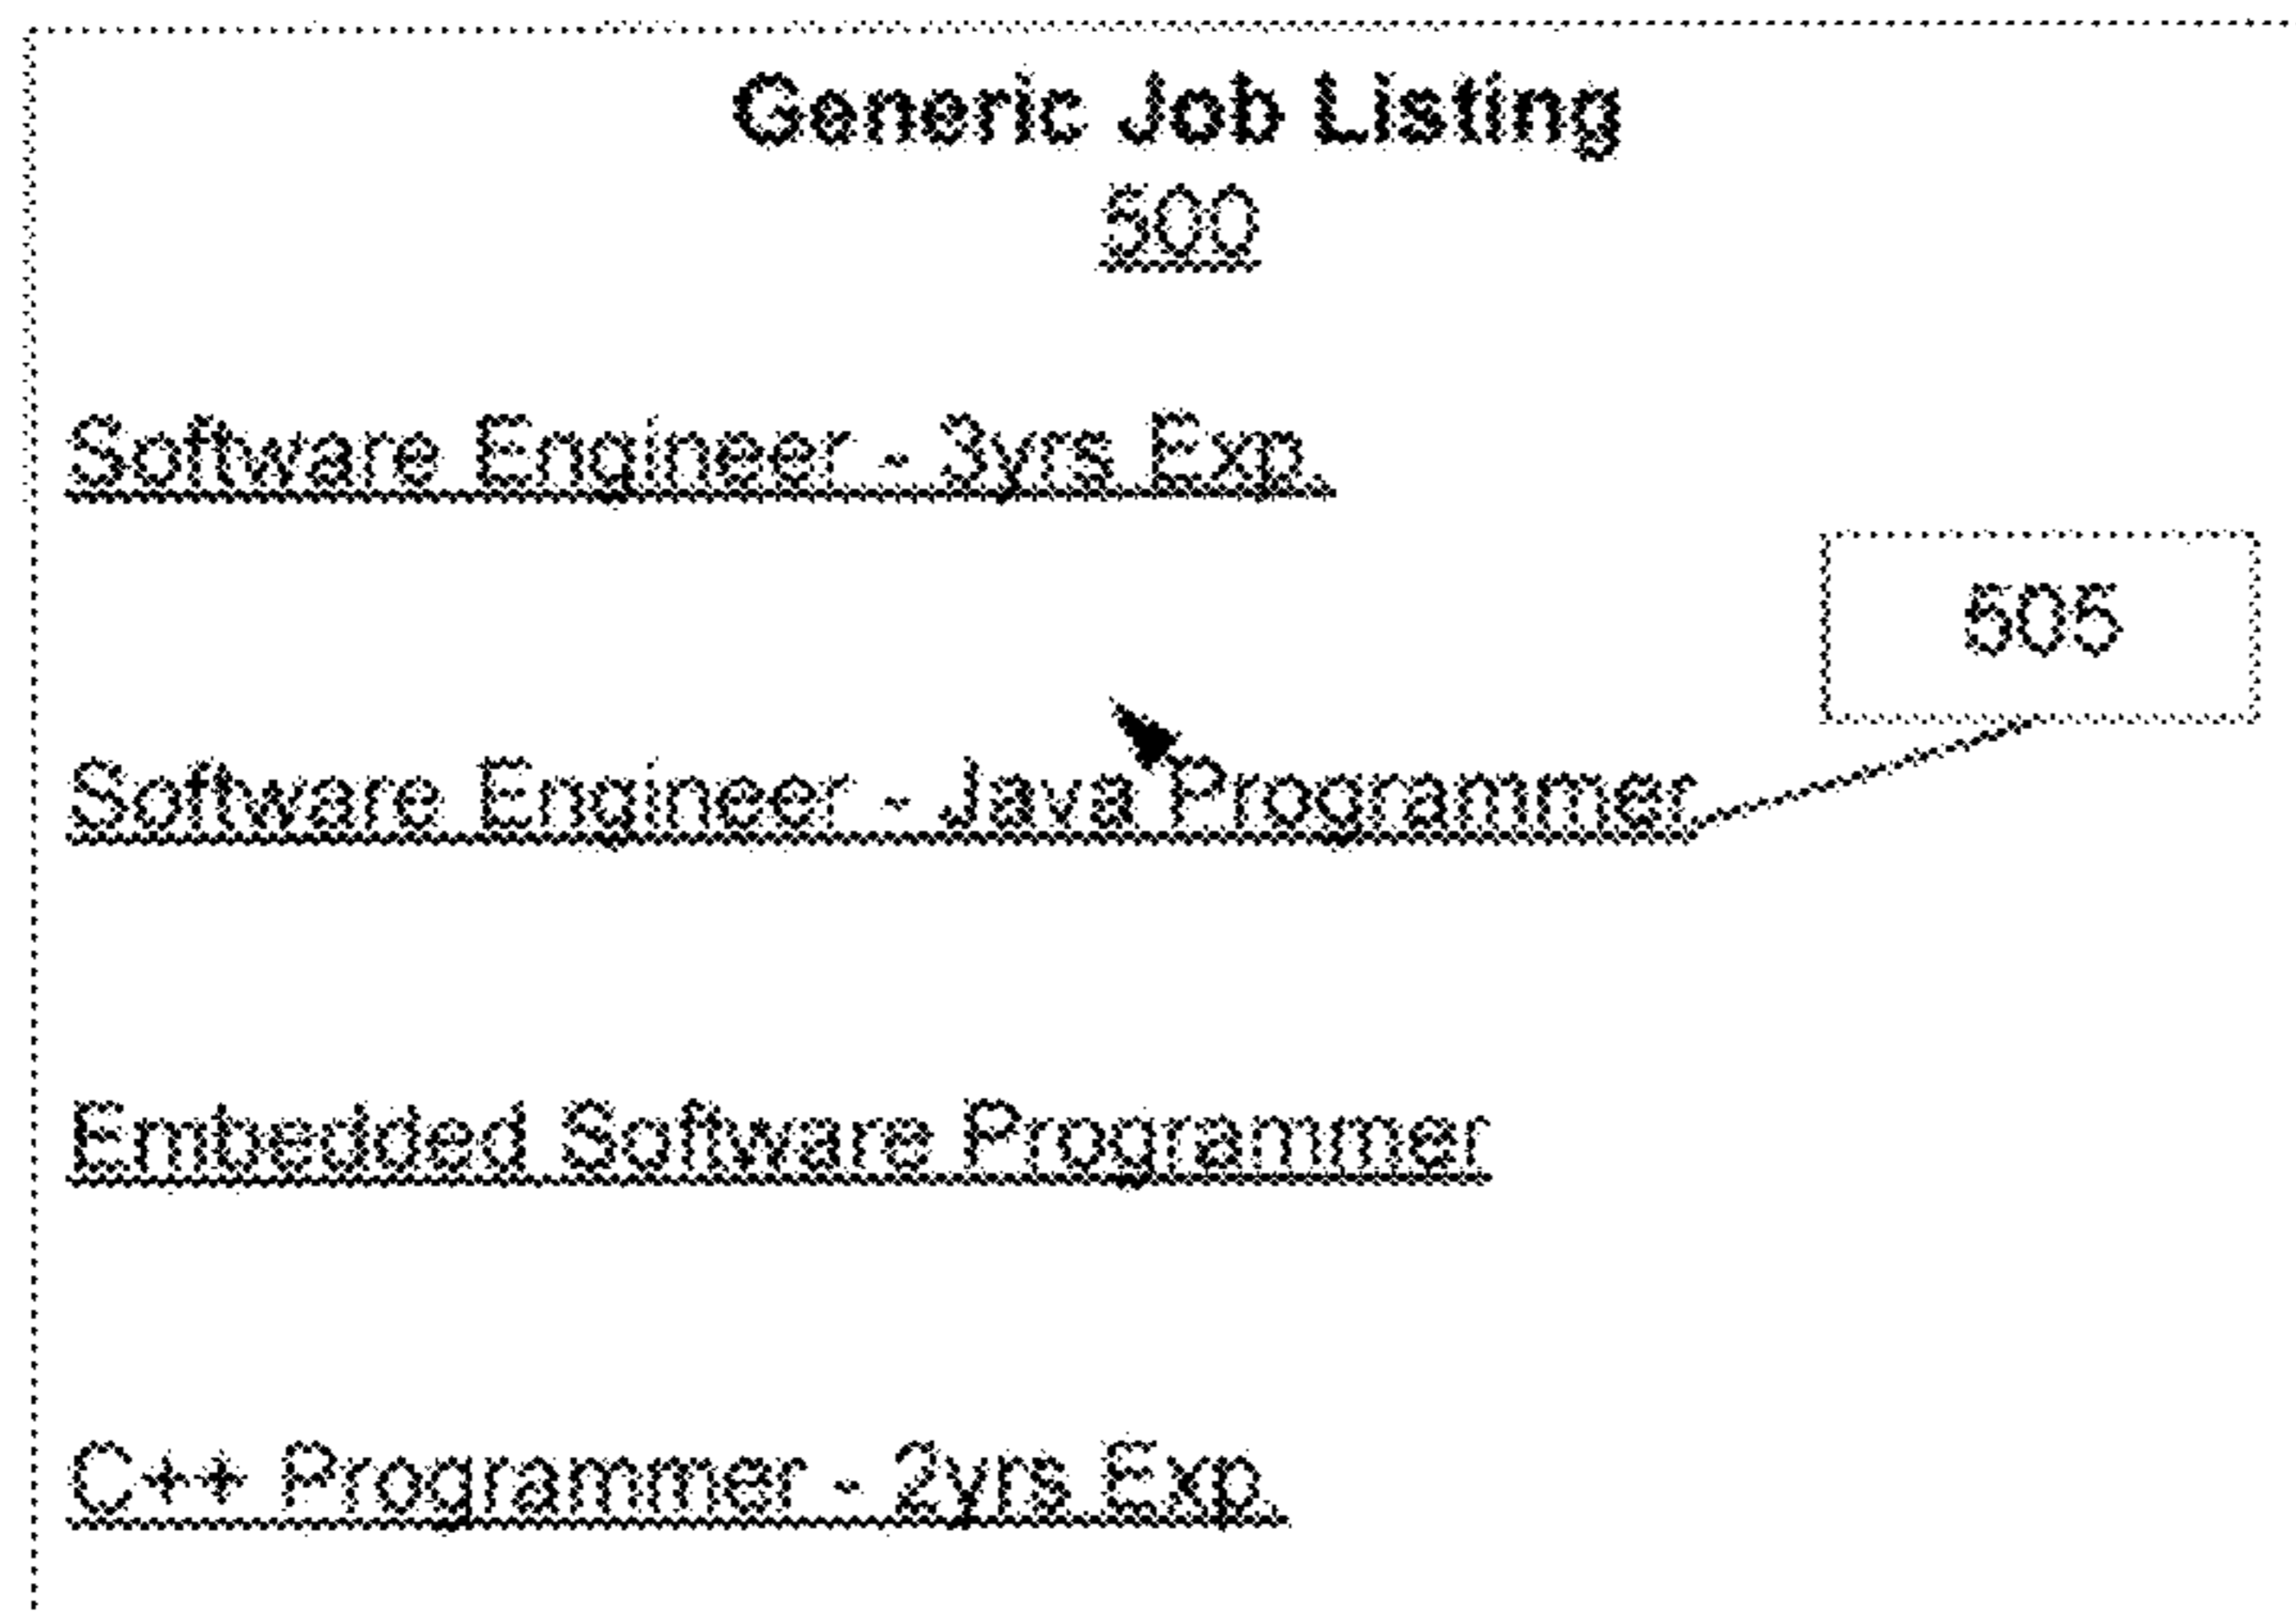 Generic Job Listing
500
Software Engineer - 3yrs Exp.
505
Software Engineer - Java Programmer
Embedded Software Programmer
C++ Programmer - 2yrs Exp.